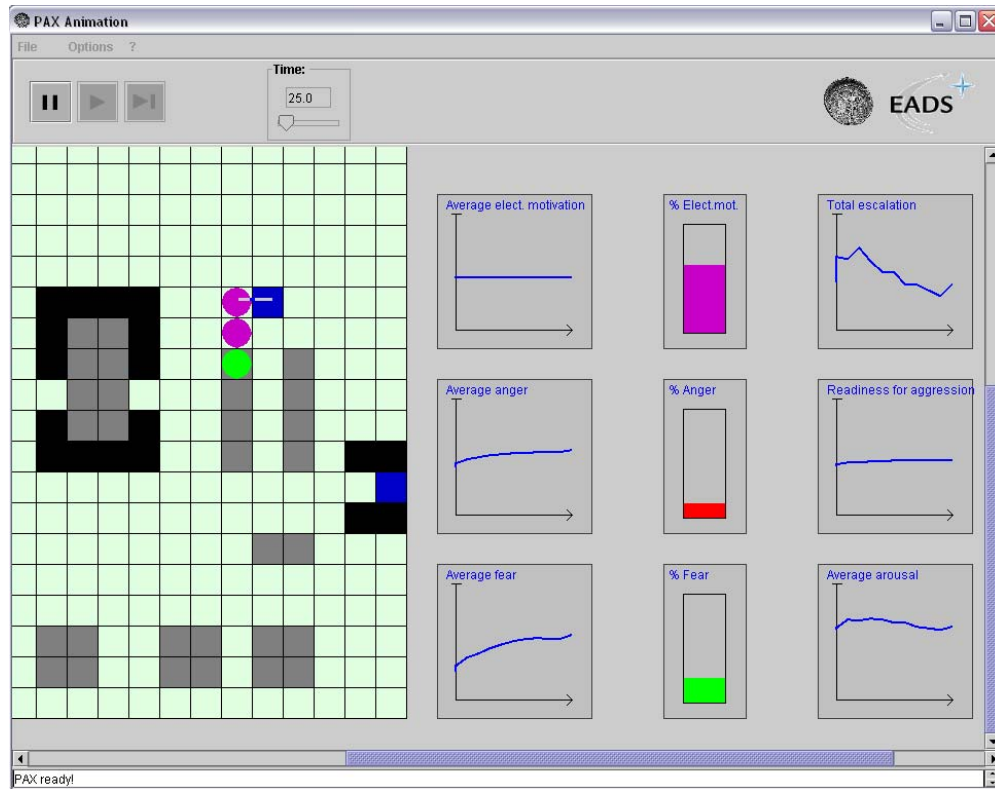 PAX Animation
File Options ?
Time:
25.0
EADS
Average elect. motivation
% Elect.mot.
Total escalation
Average anger
% Anger
Readiness for aggression
Average fear
% Fear
Average arousal
PAX ready!